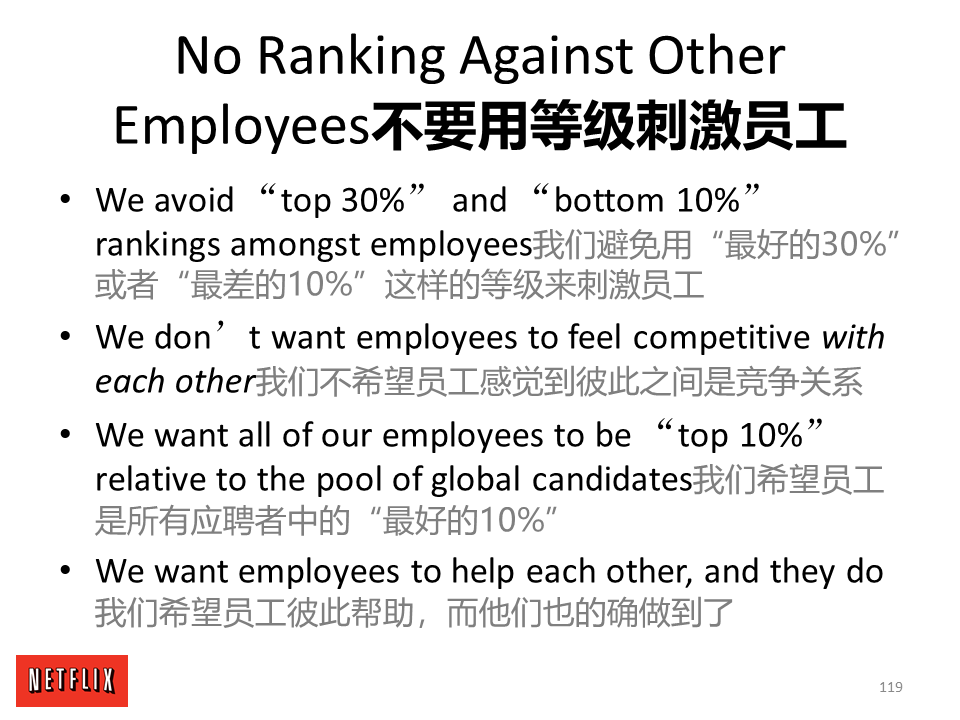 No Ranking Against Other
Employees不要用等级刺激员工
• We avoid “top 30%” and “bottom 10%”
rankings amongst employees我们避免用“最好的30%”
或者“最差的10%”这样的等级来刺激员工
• We don’t want employees to feel competitive with
each other我们不希望员工感觉到彼此之间是竞争关系
• We want all of our employees to be “top 10%”
relative to the pool of global candidates我们希望员工
是所有应聘者中的“最好的10%”
• We want employees to help each other, and they do
我们希望员工彼此帮助，而他们也的确做到了
NETFLIX
119